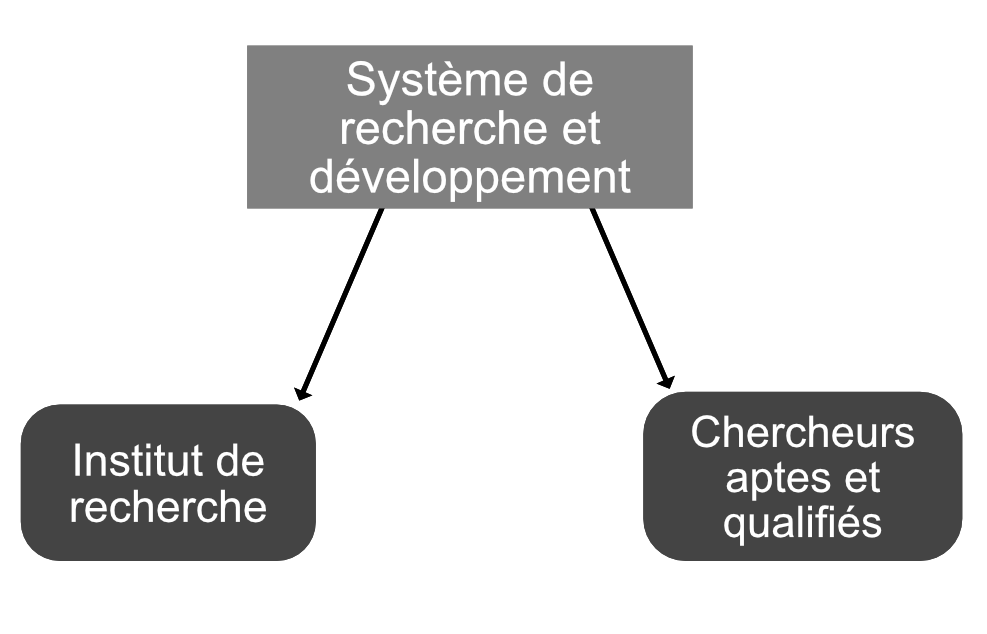 Système de
recherche et
développement
Institut de
recherche
Chercheurs
aptes et
qualifiés